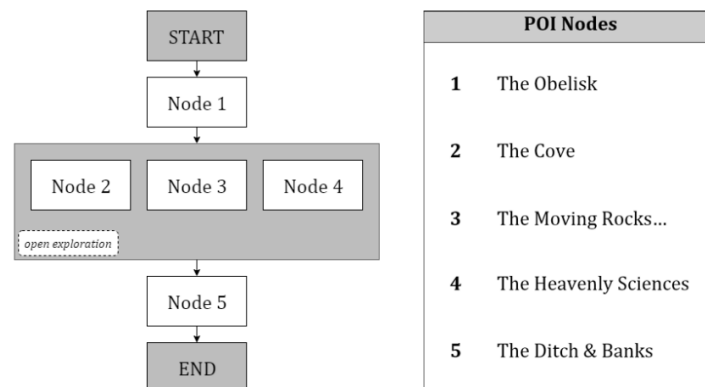 START
Node 1
Node 2 Node 3 Node 4
open exploration
Node 5
END
POI Nodes
1 The Obelisk
2 The Cove
3 The Moving Rocks...
4 The Heavenly Sciences
5 The Ditch & Banks